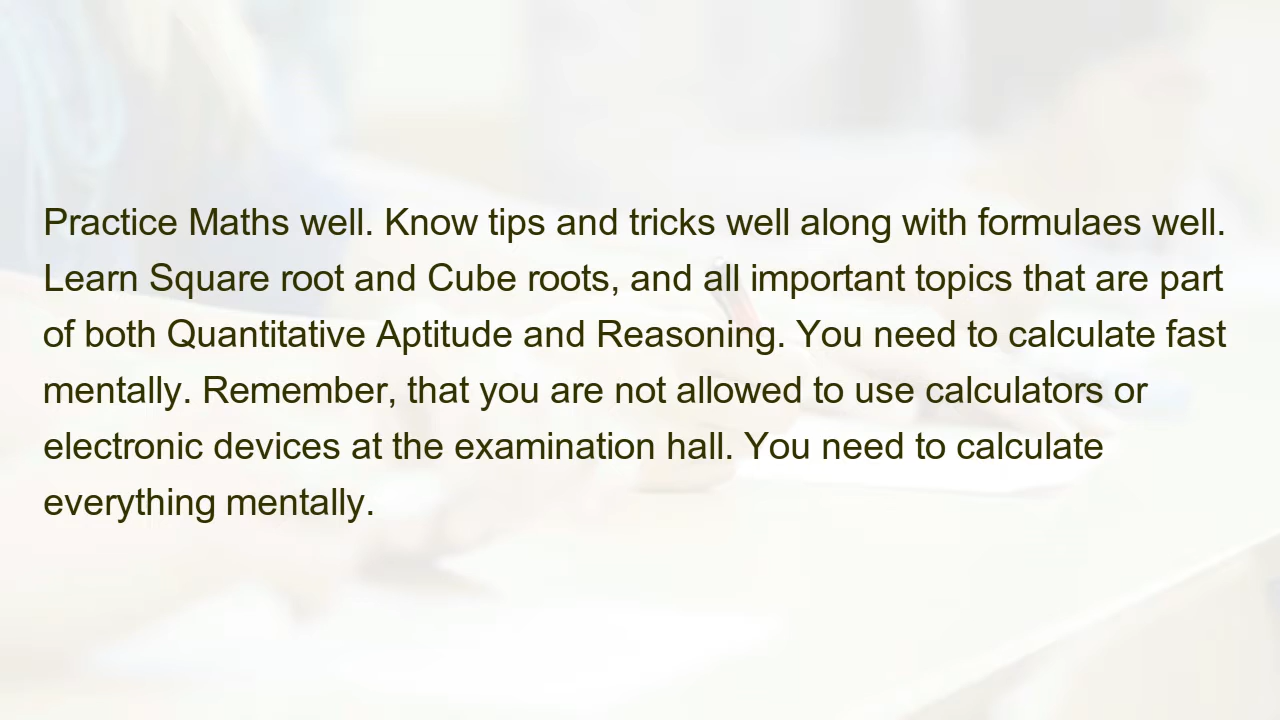 Practice Maths well. Know tips and tricks well along with formulaes well.
Learn Square root and Cube roots, and all important topics that are part
of both Quantitative Aptitude and Reasoning. You need to calculate fast
mentally. Remember, that you are not allowed to use calculators or
electronic devices at the examination hall. You need to calculate
everything mentally.